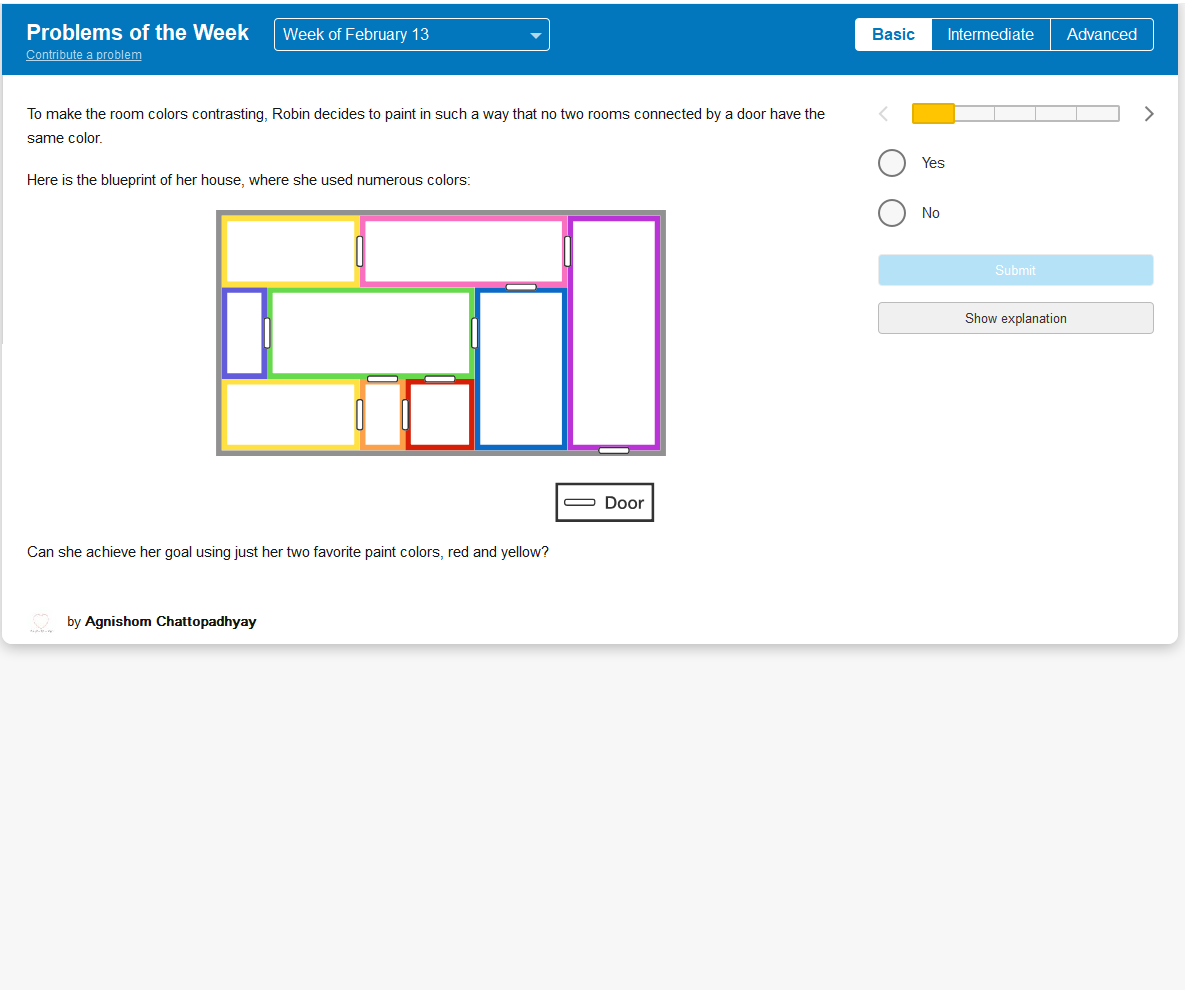 Problems of the Week
Week of February 13
Basic
Intermediate
Advanced
Contribute a problem
To make the room colors contrasting, Robin decides to paint in such a way that no two rooms connected by a door have the
same color.
Here is the blueprint of her house, where she used numerous colors:
Door
Can she achieve her goal using just her two favorite paint colors, red and yellow?
by Agnishom Chattopadhyay
Yes
No
Submit
Show explanation